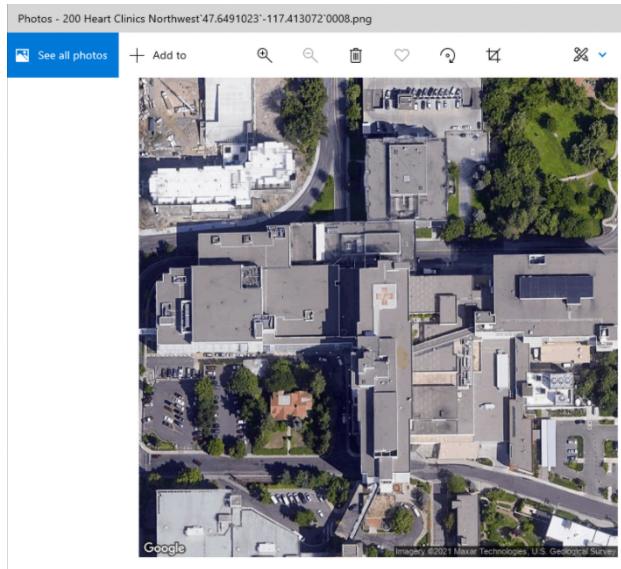 Photos - 200 Heart Clinics Northwest`47.6491023`-117.413072`0008.png
See all photos
Add to
Google
Imagery ©2021 Maxar Technologies, U.S. Geological Survey